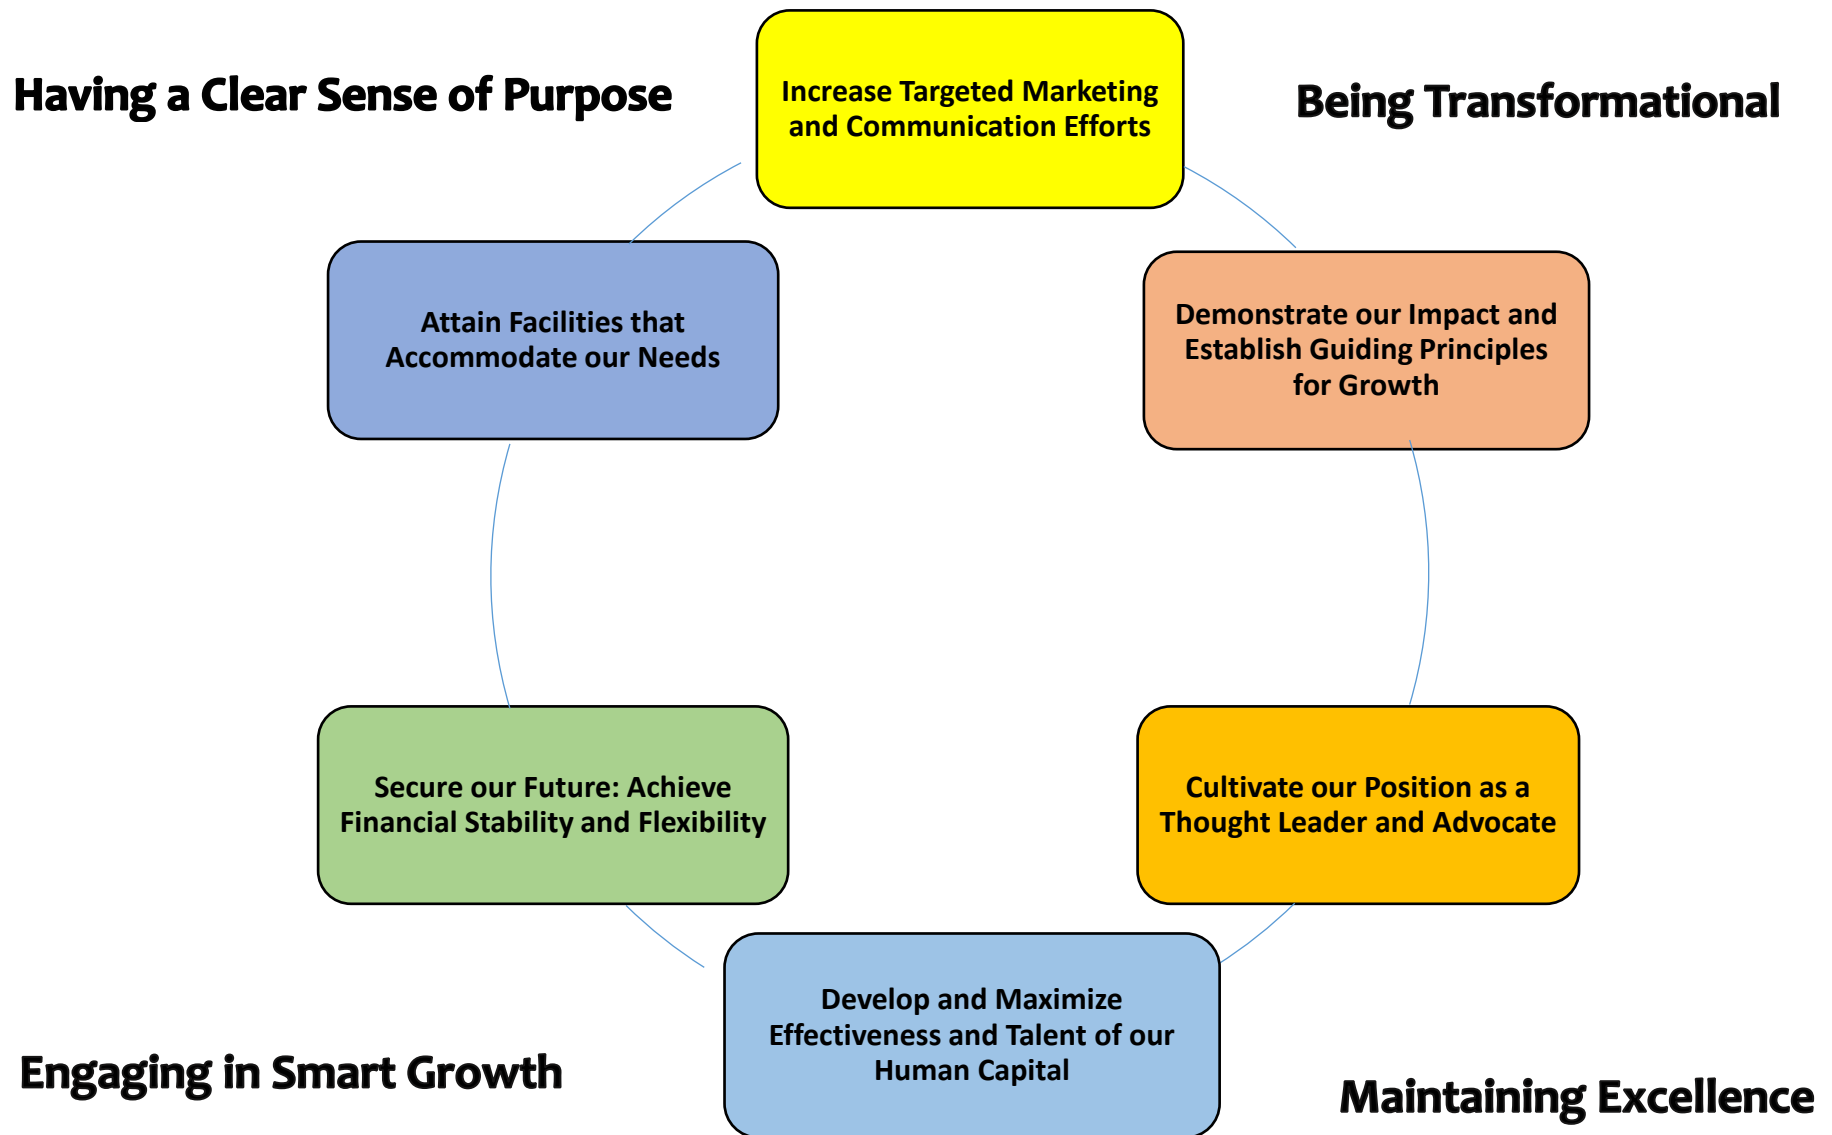 Having a Clear Sense of Purpose
Increase Targeted Marketing
and Communication Efforts
Being Transformational
Attain Facilities that
Accommodate our Needs
Demonstrate our Impact and
Establish Guiding Principles
for Growth
Secure our Future: Achieve
Financial Stability and Flexibility
Cultivate our Position as a
Thought Leader and Advocate
Develop and Maximize
Effectiveness and Talent of our
Human Capital
Engaging in Smart Growth
Maintaining Excellence